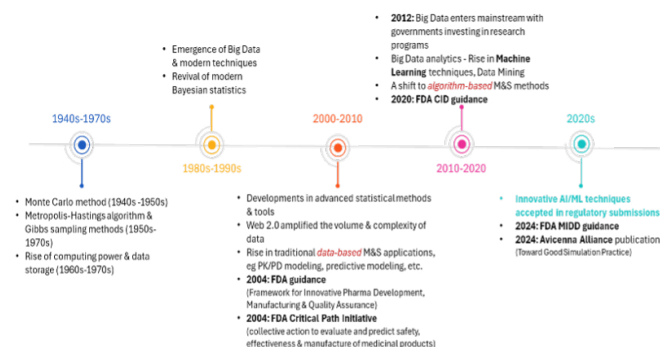 1940s-1970s
• Monte Carlo method (1940s -1950s)
• Metropolis-Hastings algorithm &
Gibbs sampling methods (1950s-
1970s)
• Rise of computing power & data
storage (1960s-1970s)
• Emergence of Big Data
& modern techniques
• Revival of modern
Bayesian statistics
1980s-1990s
2000-2010
• Developments in advanced statistical methods
& tools
• Web 2.0 amplified the volume & complexity of
data
• Rise in traditional data-based M&S applications,
eg PK/PD modeling, predictive modeling, etc.
• 2004: FDA guidance
(Framework for Innovative Pharma Development,
Manufacturing & Quality Assurance)
• 2004: FDA Critical Path Initiative
(collective action to evaluate and predict safety,
effectiveness & manufacture of medicinal products)
• 2012: Big Data enters mainstream with
governments investing in research
programs
• Big Data analytics - Rise in Machine
Learning techniques, Data Mining
• A shift to algorithm-based M&S methods
• 2020: FDA CID guidance
2010-2020
2020s
• Innovative AI/ML techniques
accepted in regulatory submissions
• 2024: FDA MIDD guidance
• 2024: Avicenna Alliance publication
(Toward Good Simulation Practice)